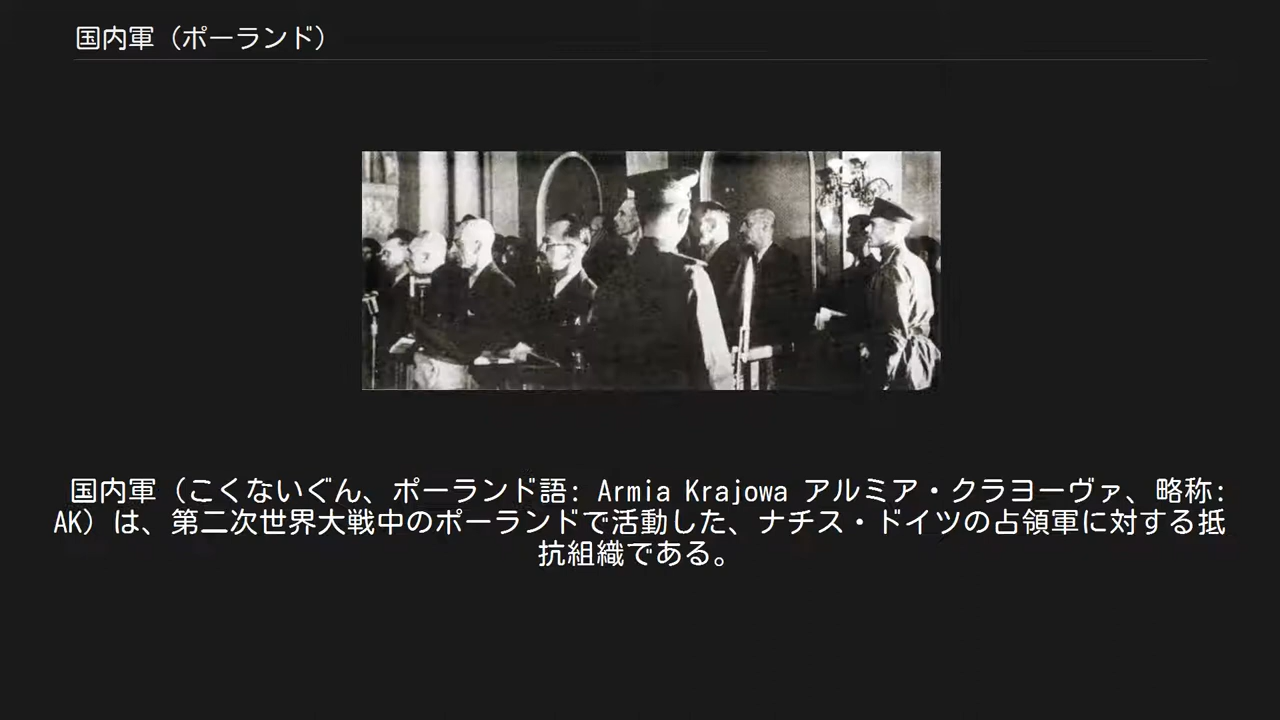 国内軍（ポーランド）
国内軍（こくないぐん、ポーランド語: Armia Krajowa アルミア・クラヨーヴァ、略称:
AK）は、第二次世界大戦中のポーランドで活動した、ナチス・ドイツの占領軍に対する抵
抗組織である。